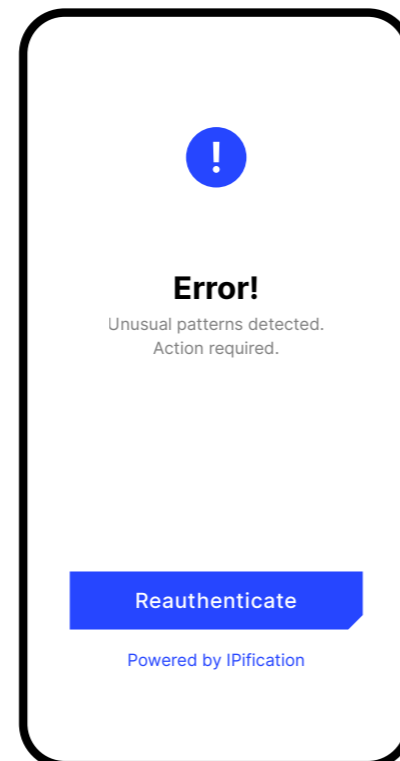 !
Error!
Unusual patterns detected.
Action required.
Reauthenticate
Powered by IPification